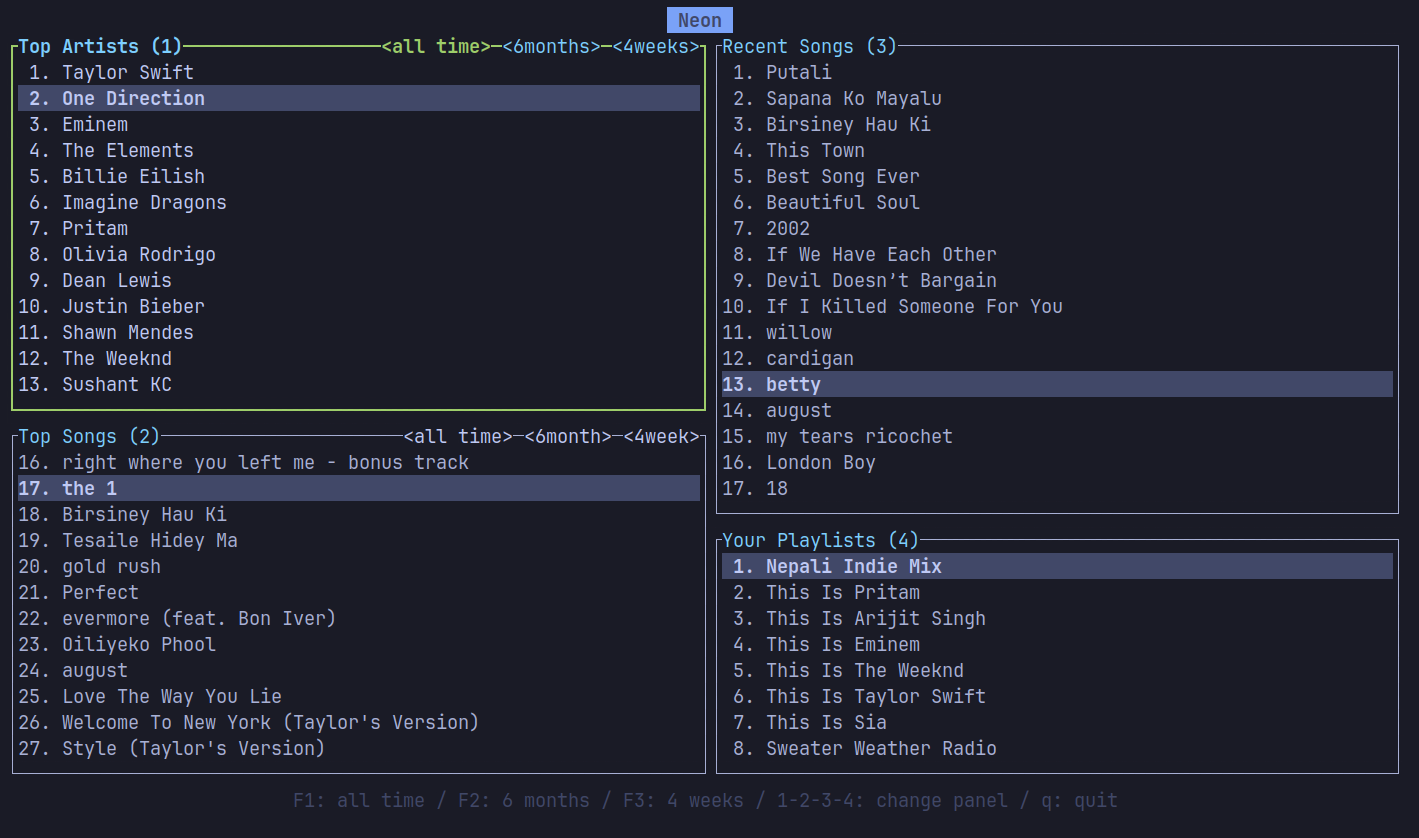 Neon
Top Artists (1) <all time> <6months> <4weeks>
1. Taylor Swift
2. One Direction
3. Eminem
4. The Elements
5. Billie Eilish
6. Imagine Dragons
7. Pritam
8. Olivia Rodrigo
9. Dean Lewis
10. Justin Bieber
11. Shawn Mendes
12. The Weeknd
13. Sushant KC
Top Songs (2) <all time> <6month> <4week>
16. right where you left me - bonus track
17. the 1
18. Birsiney Hau Ki
19. Tesaile Hidey Ma
20. gold rush
21. Perfect
22. evermore (feat. Bon Iver)
23. Oiliyeko Phool
24. august
25. Love The Way You Lie
26. Welcome To New York (Taylor's Version)
27. Style (Taylor's Version)
Recent Songs (3)
1. Putali
2. Sapana Ko Mayalu
3. Birsiney Hau Ki
4. This Town
5. Best Song Ever
6. Beautiful Soul
7. 2002
8. If We Have Each Other
9. Devil Doesn’t Bargain
10. If I Killed Someone For You
11. willow
12. cardigan
13. betty
14. august
15. my tears ricochet
16. London Boy
17. 18
Your Playlists (4)
1. Nepali Indie Mix
2. This Is Pritam
3. This Is Arijit Singh
4. This Is Eminem
5. This Is The Weeknd
6. This Is Taylor Swift
7. This Is Sia
8. Sweater Weather Radio
F1: all time / F2: 6 months / F3: 4 weeks / 1-2-3-4: change panel / q: quit